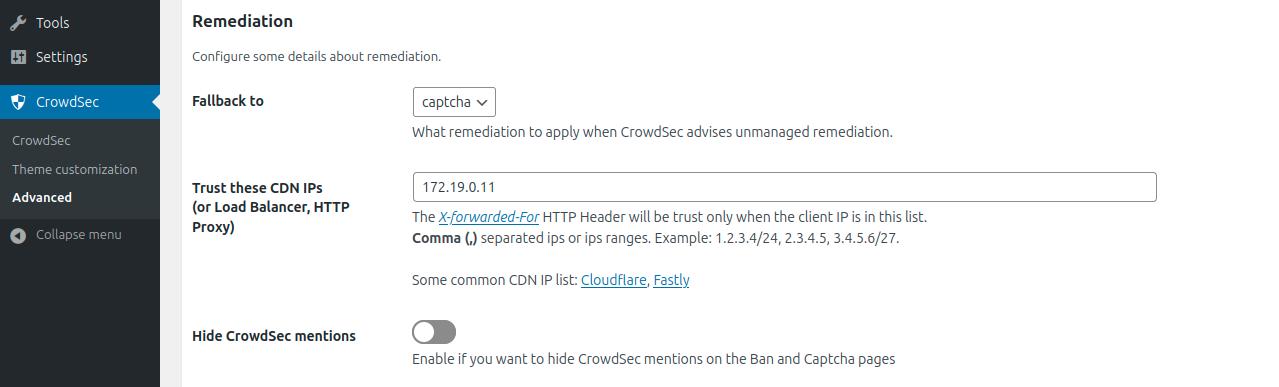 Tools
Settings
CrowdSec
CrowdSec
Theme customization
Advanced
Collapse menu
Remediation
Configure some details about remediation.
Fallback to
captcha
What remediation to apply when CrowdSec advises unmanaged remediation.
Trust these CDN IPs
(or Load Balancer, HTTP
Proxy)
172.19.0.11
The X-forwarded-For HTTP Header will be trust only when the client IP is in this list.
Comma (,) separated ips or ips ranges. Example: 1.2.3.4/24, 2.3.4.5, 3.4.5.6/27.
Some common CDN IP list: Cloudflare, Fastly
Hide CrowdSec mentions
Enable if you want to hide CrowdSec mentions on the Ban and Captcha pages